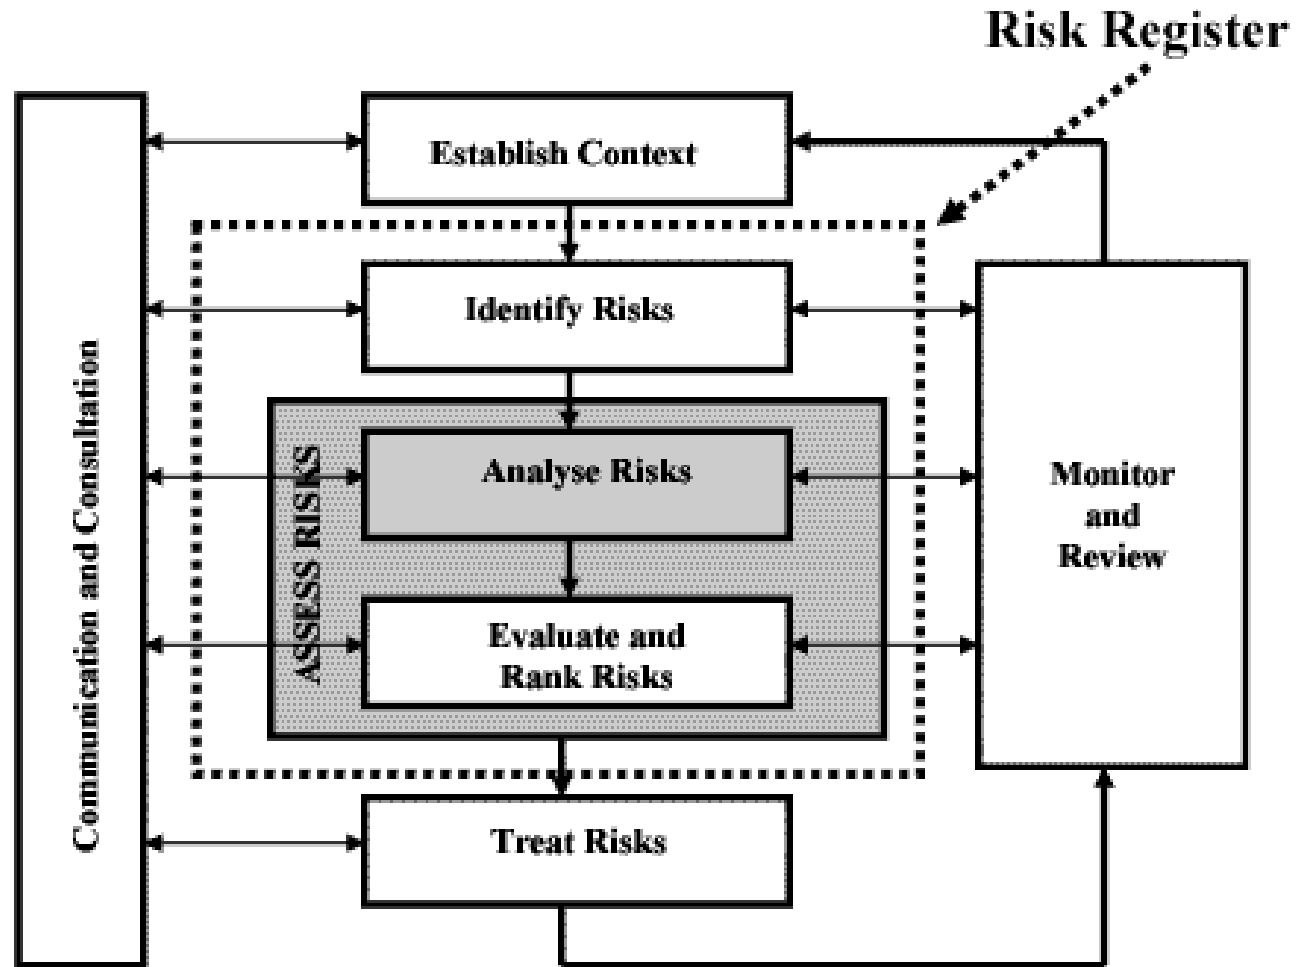 Risk Register
Establish Context
Identify Risks
Communication and Consultation
ASSESS RISKS
Analyse Risks
Monitor
and
Review
Evaluate and
Rank Risks
Treat Risks